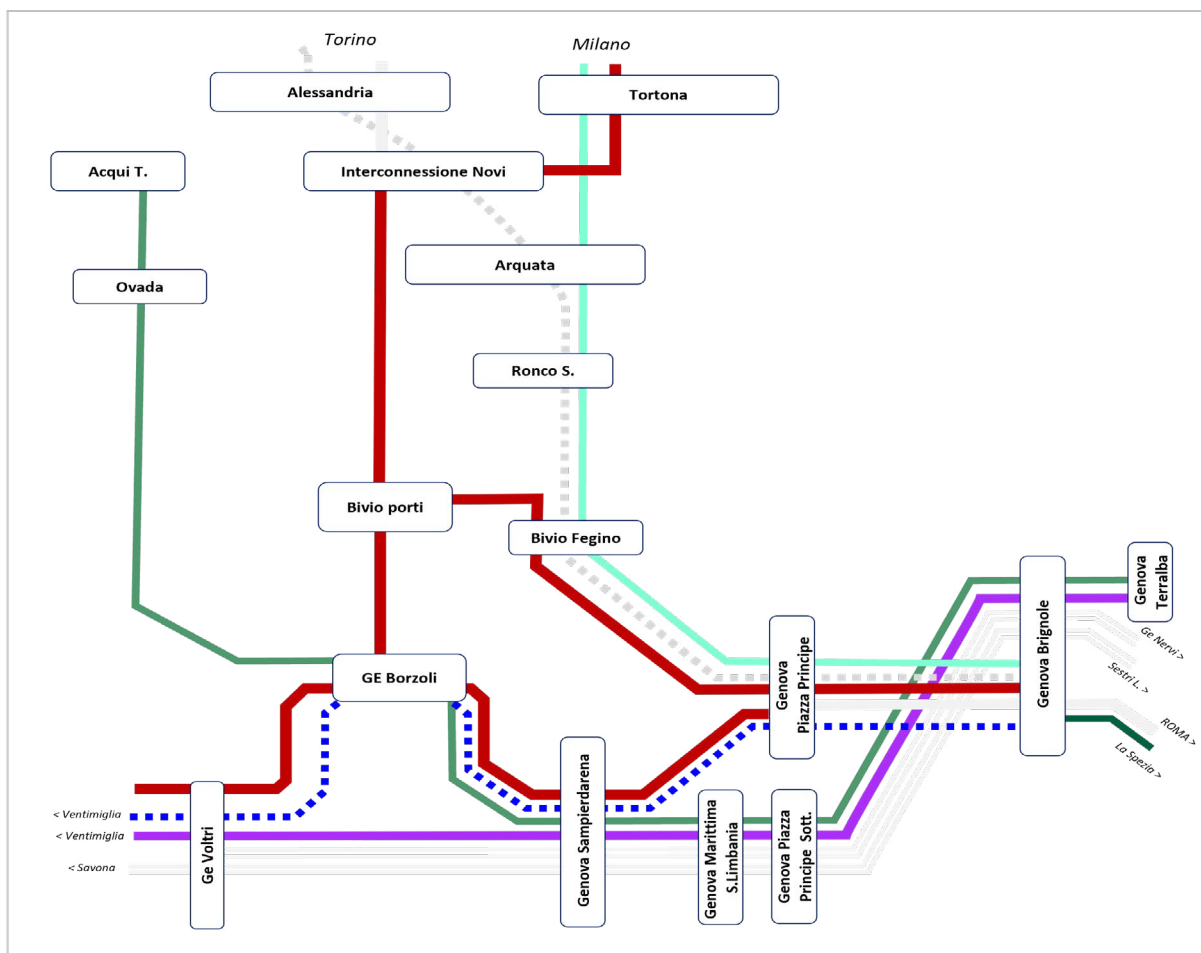 Torino
Milano
Alessandria
Tortona
Acqui T.
Interconnessione Novi
Arquata
Ovada
Ronco S.
Bivio porti
Bivio Fegino
Genova
Terralba
Genova Brignole
Ge Nervi >
Sestri L. >
GE Borzoli
Genova
Piazza Principe
ROMA >
La Spezia >
Genova Sampierdarena
Ge Voltri
Genova Marittima
S.Limbania
Genova Piazza
Principe Sott.
< Ventimiglia
< Ventimiglia
< Savona